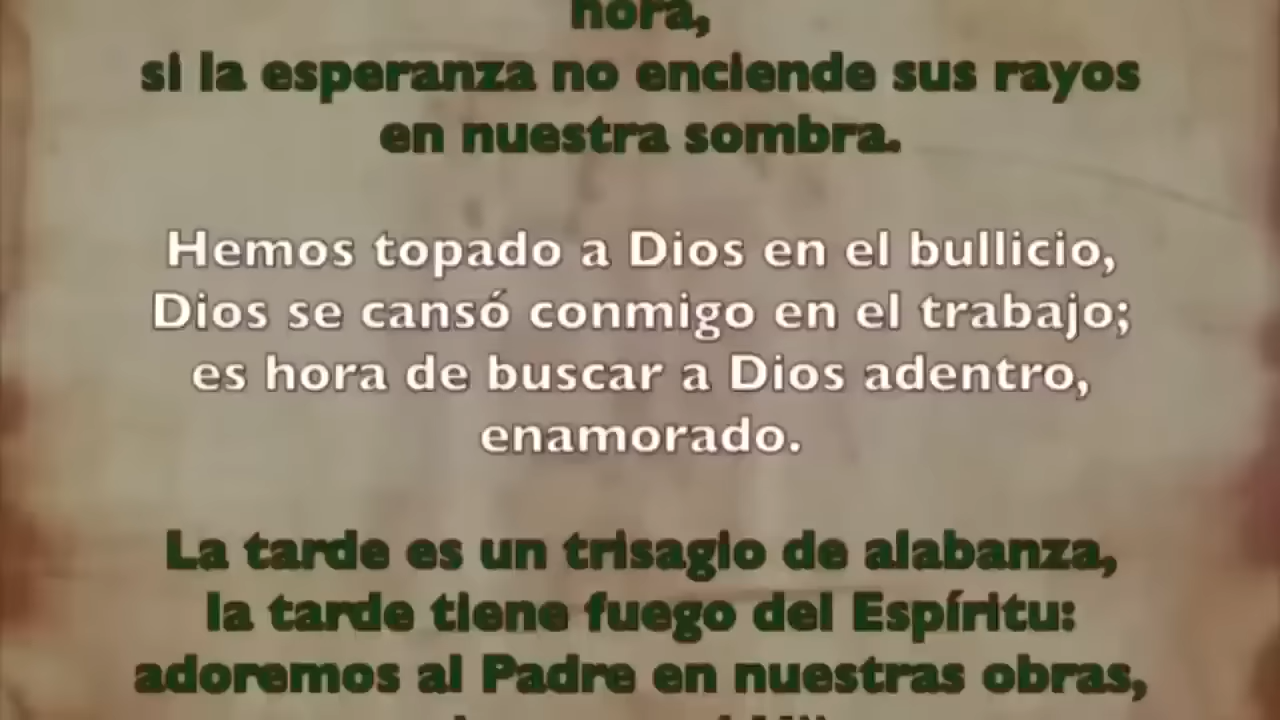 hora,
si la esperanza no enciende sus rayos
en nuestra sombra.
Hemos topado a Dios en el bullicio,
Dios se cansó conmigo en el trabajo;
es hora de buscar a Dios adentro,
enamorado.
La tarde es un trisagio de alabanza,
la tarde tiene fuego del Espíritu:
adoremos al Padre en nuestras obras,